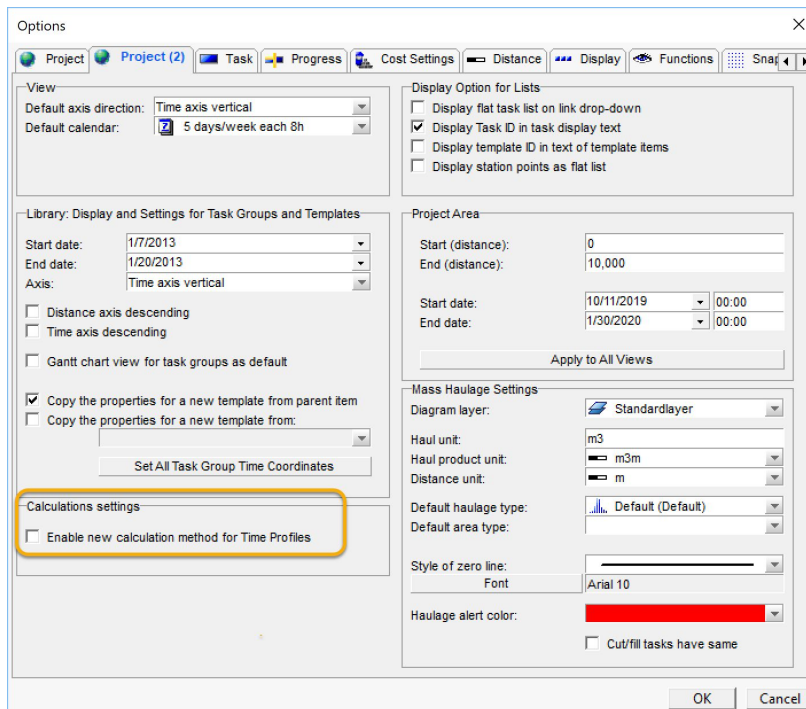 Options
Project Project (2) Task Progress Cost Settings Distance Display Functions Snap
View
Default axis direction: Time axis vertical
Default calendar: 5 days/week each 8h
Display Option for Lists
Display flat task list on link drop-down
Display Task ID in task display text
Display template ID in text of template items
Display station points as flat list
Library: Display and Settings for Task Groups and Templates
Start date: 1/7/2013
End date: 1/20/2013
Axis: Time axis vertical
Distance axis descending
Time axis descending
Gantt chart view for task groups as default
Copy the properties for a new template from parent item
Copy the properties for a new template from:
Set All Task Group Time Coordinates
Project Area
Start (distance): 0
End (distance): 10,000
Start date: 10/11/2019 00:00
End date: 1/30/2020 00:00
Apply to All Views
Calculations settings
Enable new calculation method for Time Profiles
Mass Haulage Settings
Diagram layer: Standardlayer
Haul unit: m3
Haul product unit: m3m
Distance unit: m
Default haulage type: Default (Default)
Default area type:
Style of zero line:
Font Arial 10
Haulage alert color:
Cut/fill tasks have same
OK Cancel